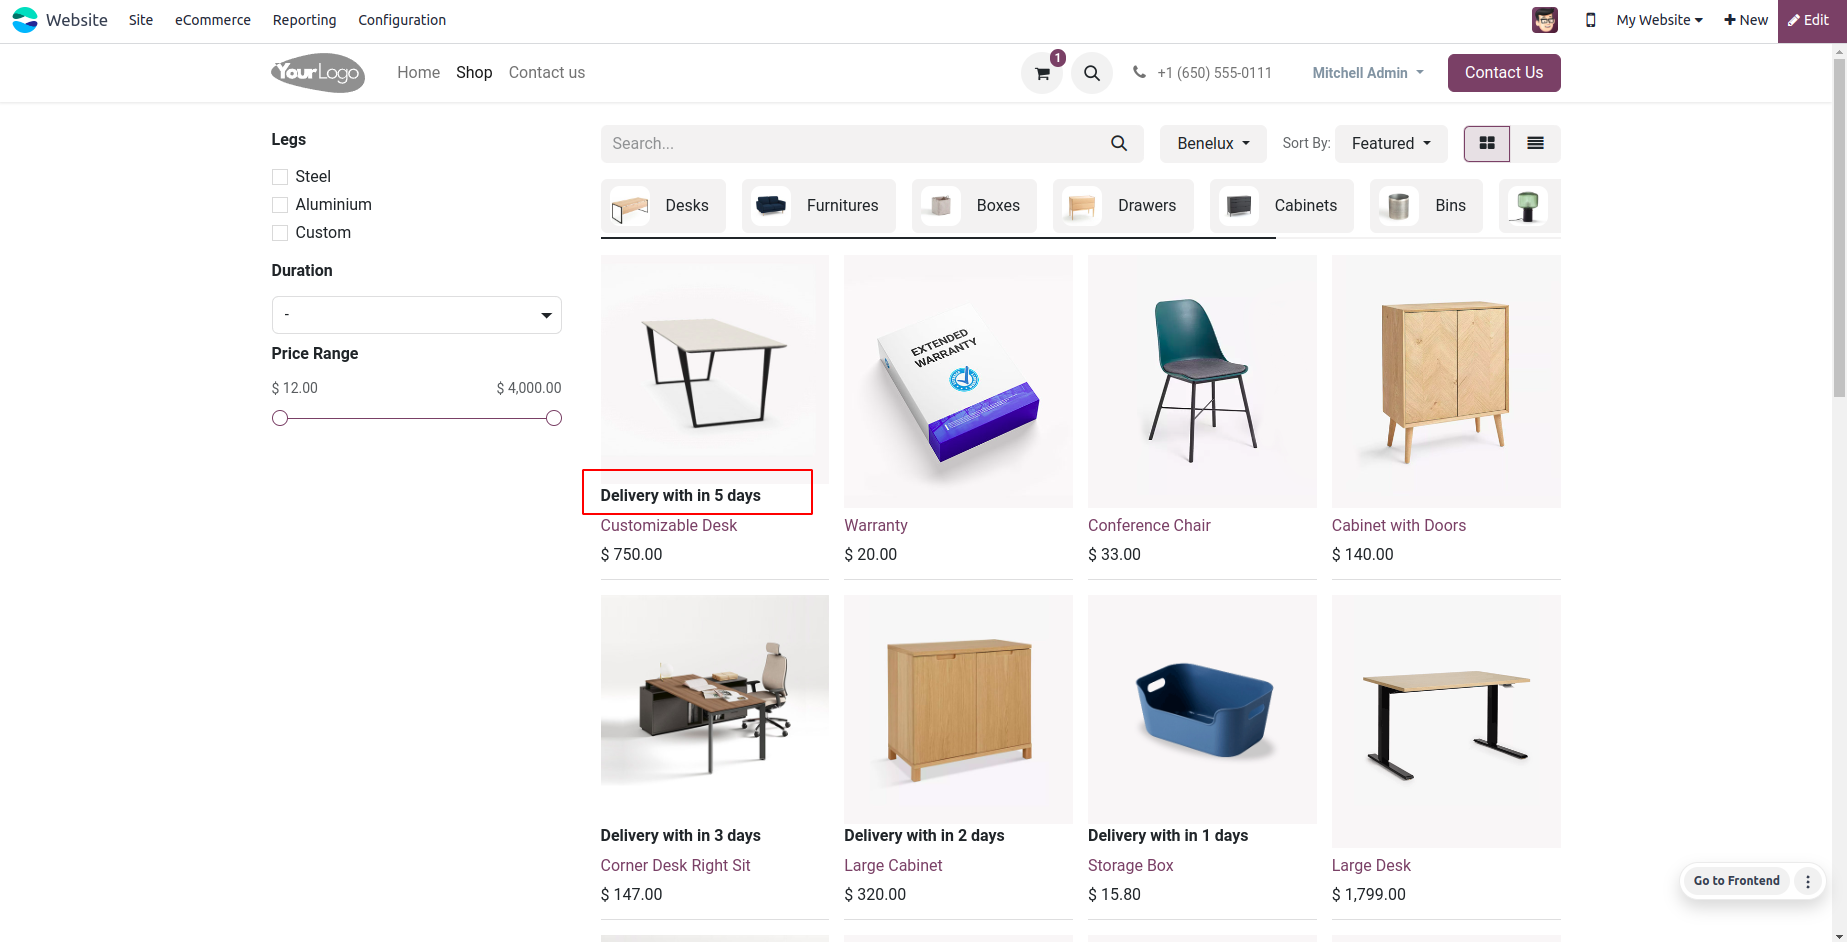 Website Site eCommerce Reporting Configuration My Website New Edit
YourLogo Home Shop Contact us 1 +1 (650) 555-0111 Mitchell Admin Contact Us
Legs
Steel
Aluminium
Custom
Duration
-
Price Range
$ 12.00 $ 4,000.00
Search... Benelux Sort By: Featured
Desks Furnitures Boxes Drawers Cabinets Bins
EXTENDED
WARRANTY
Delivery with in 5 days
Customizable Desk Warranty Conference Chair Cabinet with Doors
$ 750.00 $ 20.00 $ 33.00 $ 140.00
Delivery with in 3 days Delivery with in 2 days Delivery with in 1 days
Corner Desk Right Sit Large Cabinet Storage Box Large Desk
$ 147.00 $ 320.00 $ 15.80 $ 1,799.00
Go to Frontend